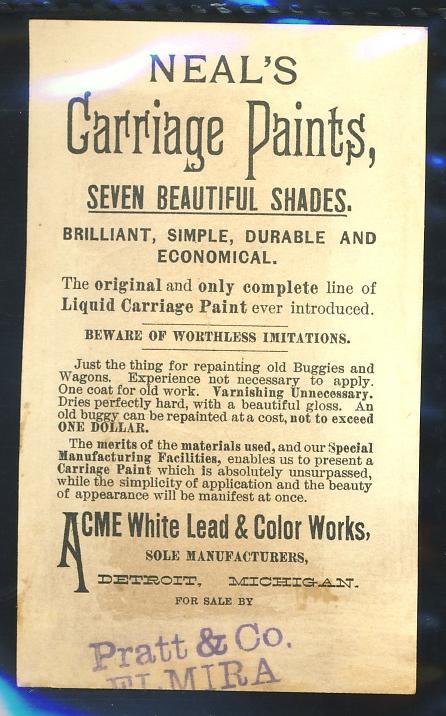 NEAL'S
Carriage Paints,
SEVEN BEAUTIFUL SHADES.
BRILLIANT, SIMPLE, DURABLE AND
ECONOMICAL.
The original and only complete line of
Liquid Carriage Paint ever introduced.
BEWARE OF WORTHLESS IMITATIONS.
Just the thing for repainting old Buggies and
Wagons. Experience not necessary to apply.
One coat for old work. Varnishing Unnecessary.
Dries perfectly hard, with a beautiful gloss. An
old buggy can be repainted at a cost, not to exceed
ONE DOLLAR.
The merits of the materials used, and our Special
Manufacturing Facilities, enables us to present a
Carriage Paint which is absolutely unsurpassed,
while the simplicity of application and the beauty
of appearance will be manifest at once.
ACME White Lead & Color Works,
SOLE MANUFACTURERS,
DETROIT, MICHIGAN.
FOR SALE BY
Pratt & Co.
ELMIRA